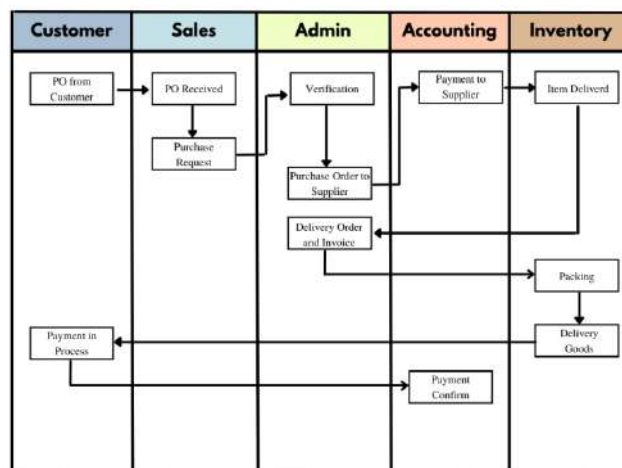 Customer
Sales
Admin
Accounting
Inventory
PO from
Customer
PO Received
Verification
Payment to
Supplier
Item Deliverd
Purchase
Request
Purchase Order to
Supplier
Delivery Order
and Invoice
Packing
Payment in
Process
Delivery
Goods
Payment
Confirm